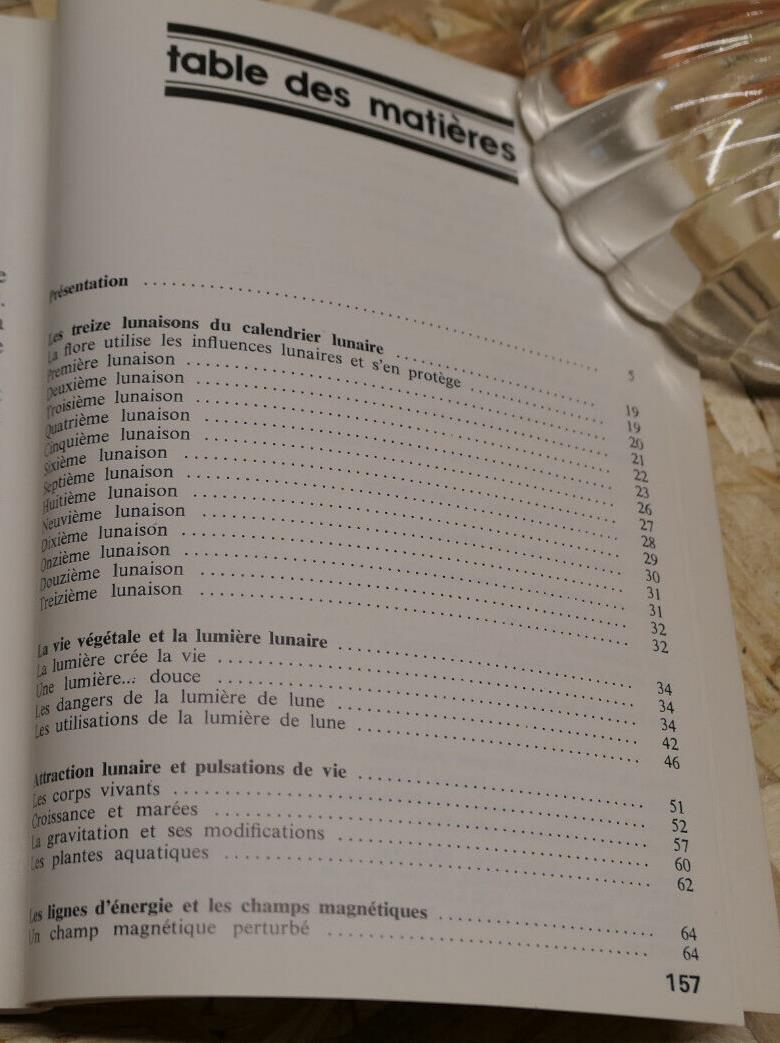 table des matières
Présentation ........ 5
Les treize lunaisons du calendrier lunaire ........ 19
La flore utilise les influences lunaires et s'en protège ........ 19
Première lunaison ........ 20
Deuxième lunaison ........ 21
Troisième lunaison ........ 22
Quatrième lunaison ........ 23
Cinquième lunaison ........ 26
Sixième lunaison ........ 27
Septième lunaison ........ 28
Huitième lunaison ........ 29
Neuvième lunaison ........ 30
Dixième lunaison ........ 31
Onzième lunaison ........ 31
Douzième lunaison ........ 32
Treizième lunaison ........ 32
La vie végétale et la lumière lunaire ........ 34
La lumière crée la vie ........ 34
Une lumière... douce ........ 34
Les dangers de la lumière de lune ........ 42
Les utilisations de la lumière de lune ........ 46
Attraction lunaire et pulsations de vie ........ 51
Les corps vivants ........ 52
Croissance et marées ........ 57
La gravitation et ses modifications ........ 60
Les plantes aquatiques ........ 62
Les lignes d'énergie et les champs magnétiques ........ 64
Un champ magnétique perturbé ........ 64
157